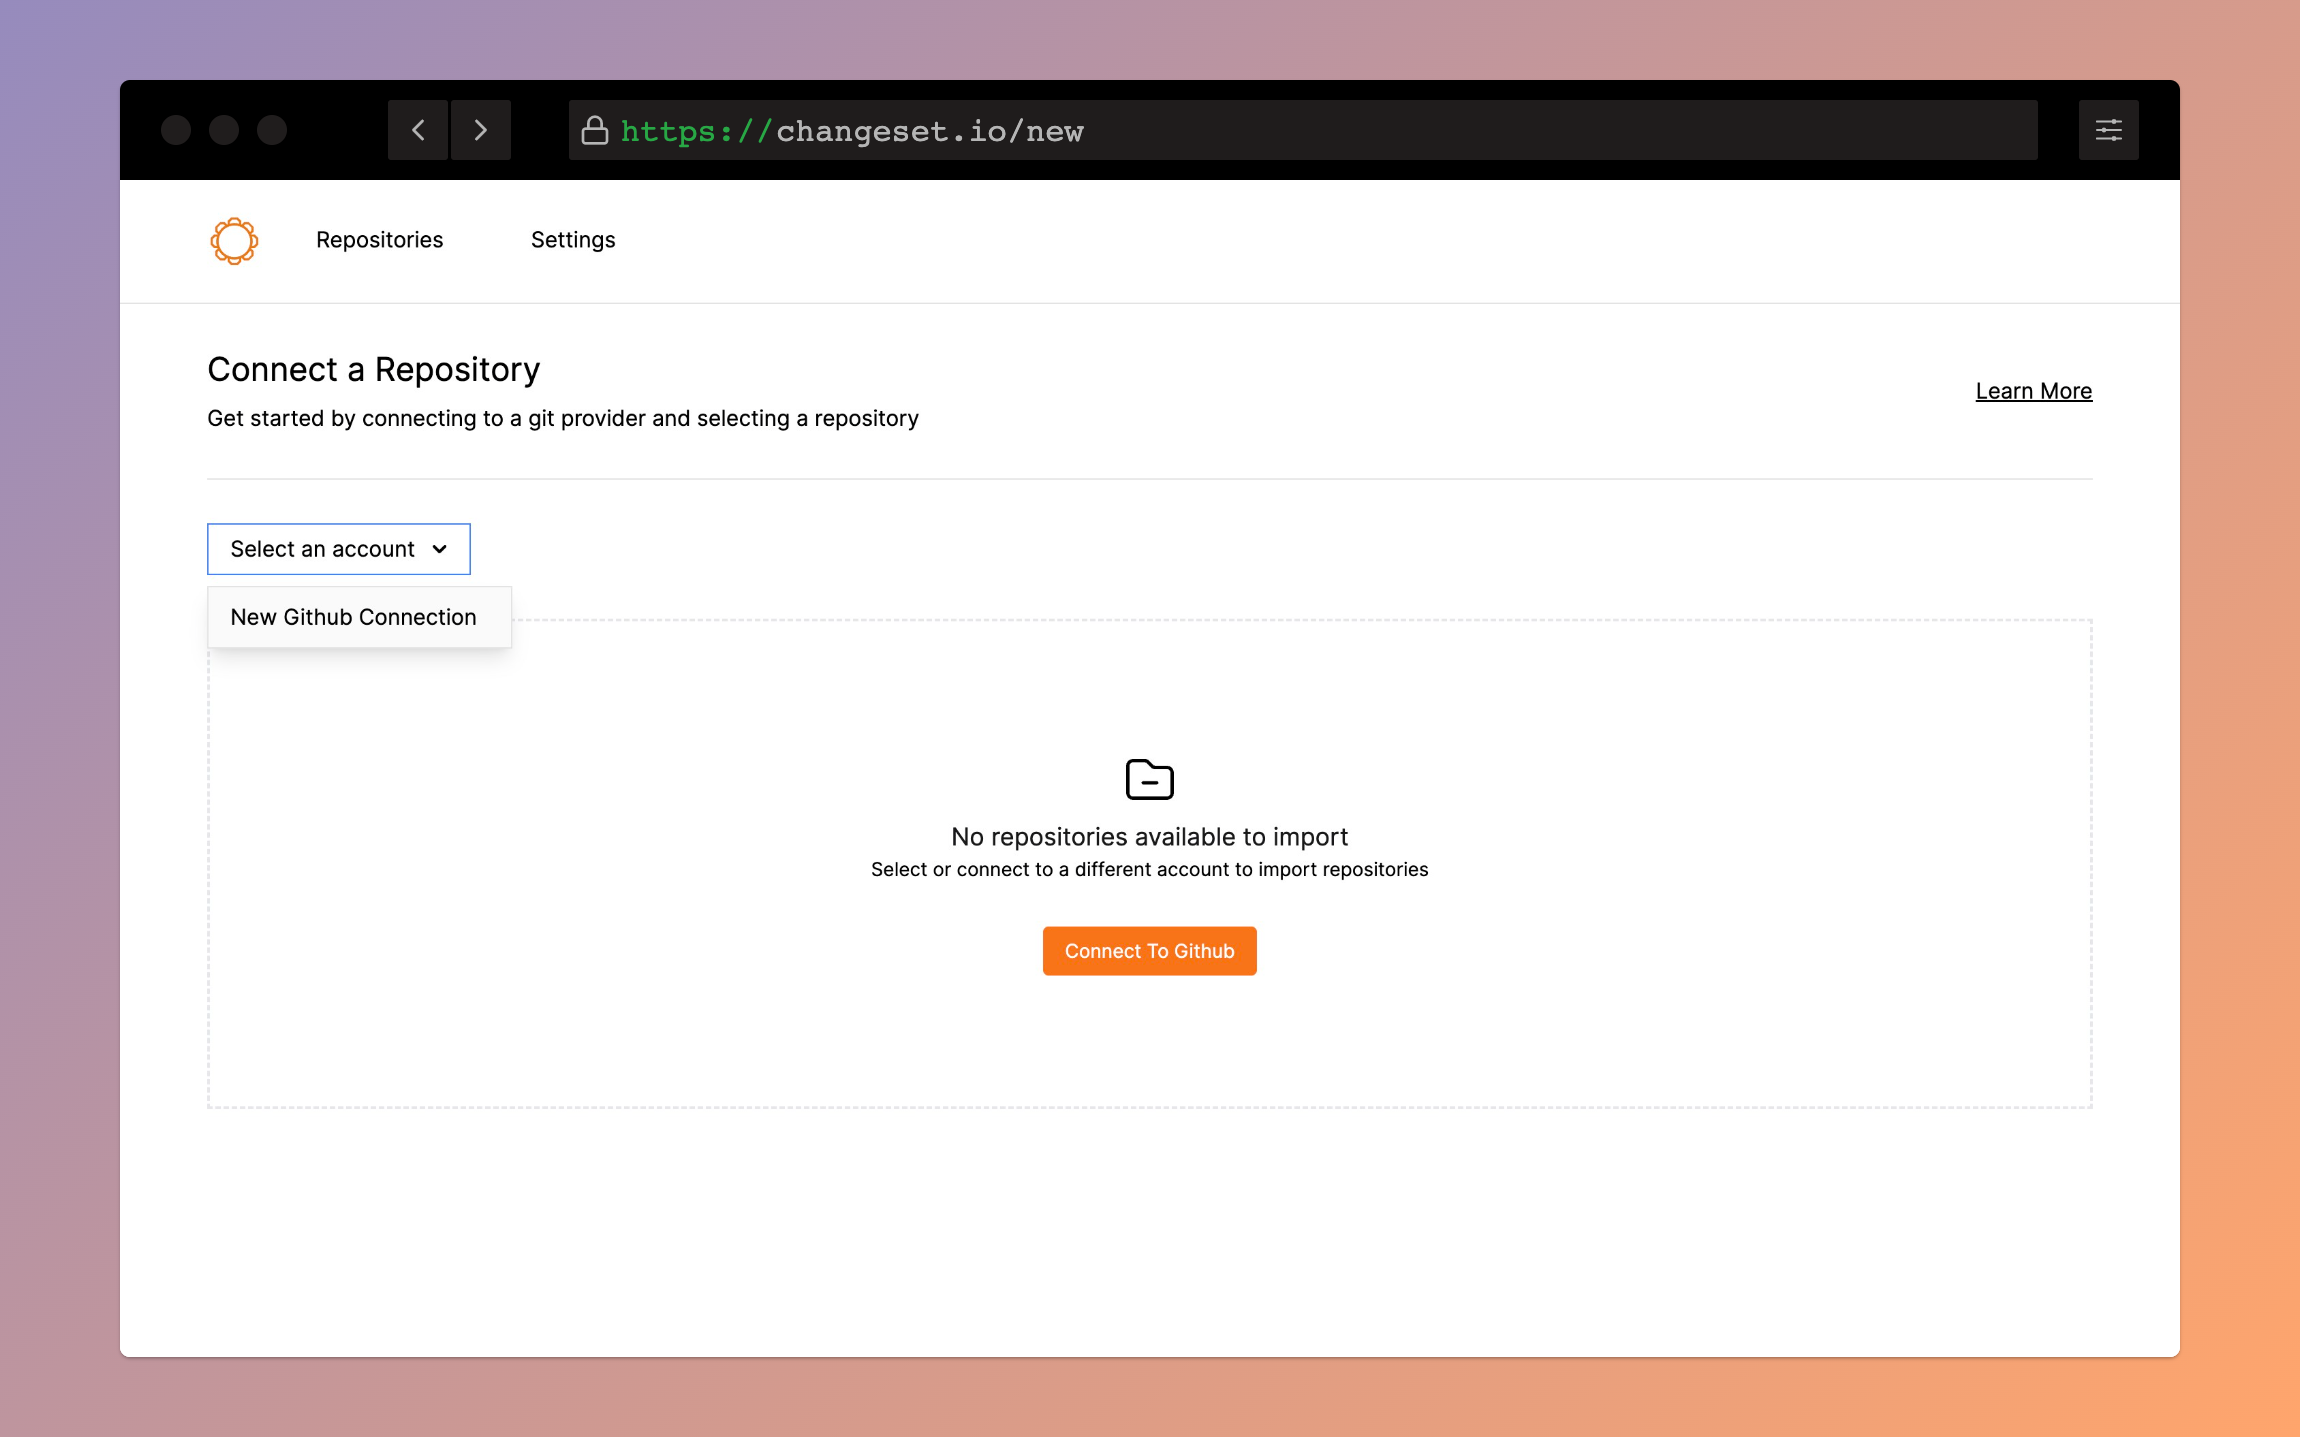 https://changeset.io/new
Repositories
Settings
Connect a Repository
Get started by connecting to a git provider and selecting a repository
Learn More
Select an account
New Github Connection
No repositories available to import
Select or connect to a different account to import repositories
Connect To Github